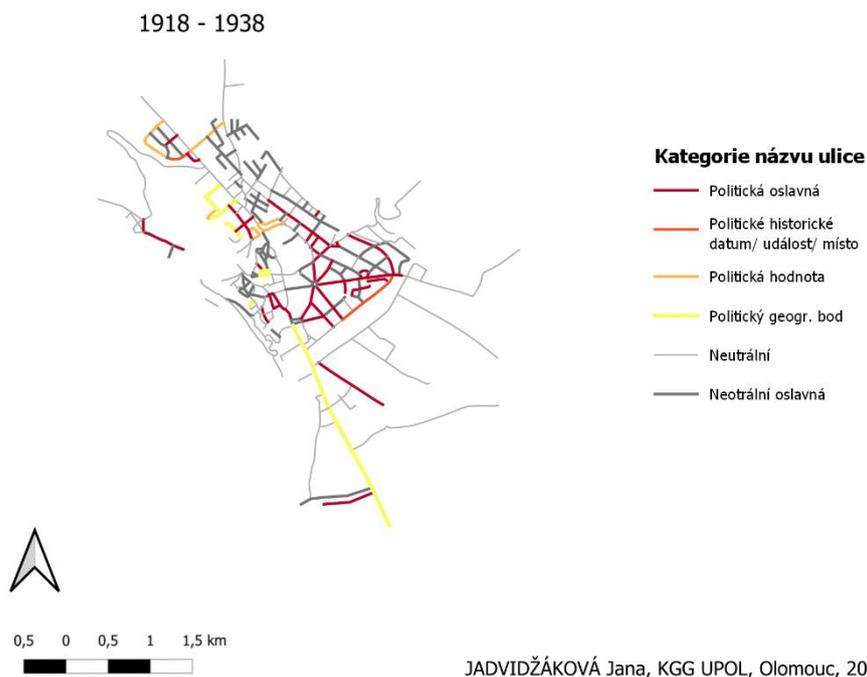 1918 - 1938
Kategorie názvu ulice
Politická oslavná
Politické historické
datum/ událost/ místo
Politická hodnota
Politický geogr. bod
Neutrální
Neotrální oslavná
0,5 0 0,5 1 1,5 km
JADVIDŽÁKOVÁ Jana, KGG UPOL, Olomouc, 20